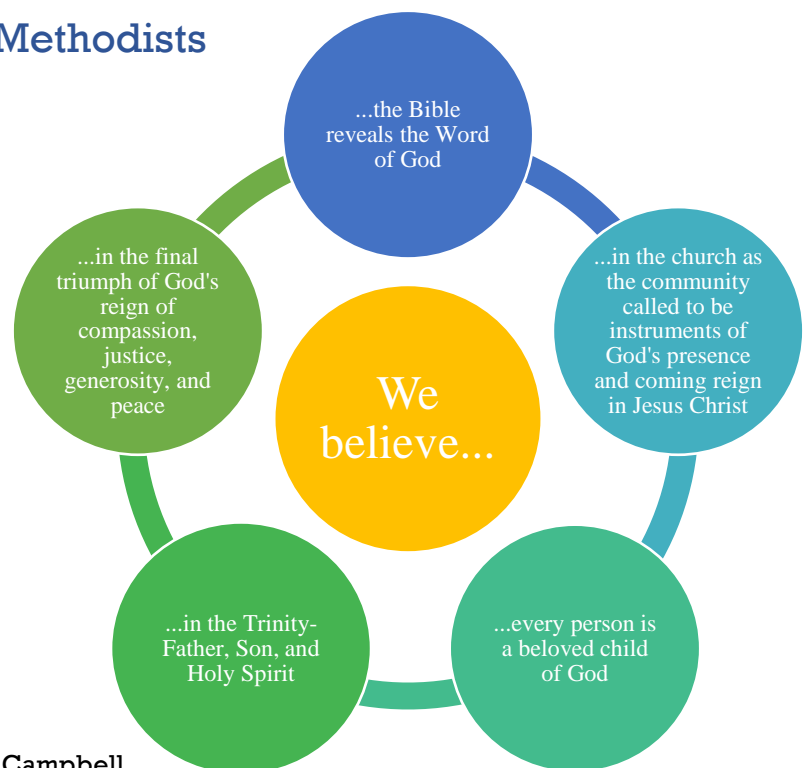 Methodists
...the Bible
reveals the Word
of God
...in the church as
the community
called to be
instruments of
God's presence
and coming reign
in Jesus Christ
...every person is
a beloved child
of God
...in the Trinity-
Father, Son, and
Holy Spirit
...in the final
triumph of God's
reign of
compassion,
justice,
generosity, and
peace
We
believe...
Campbell